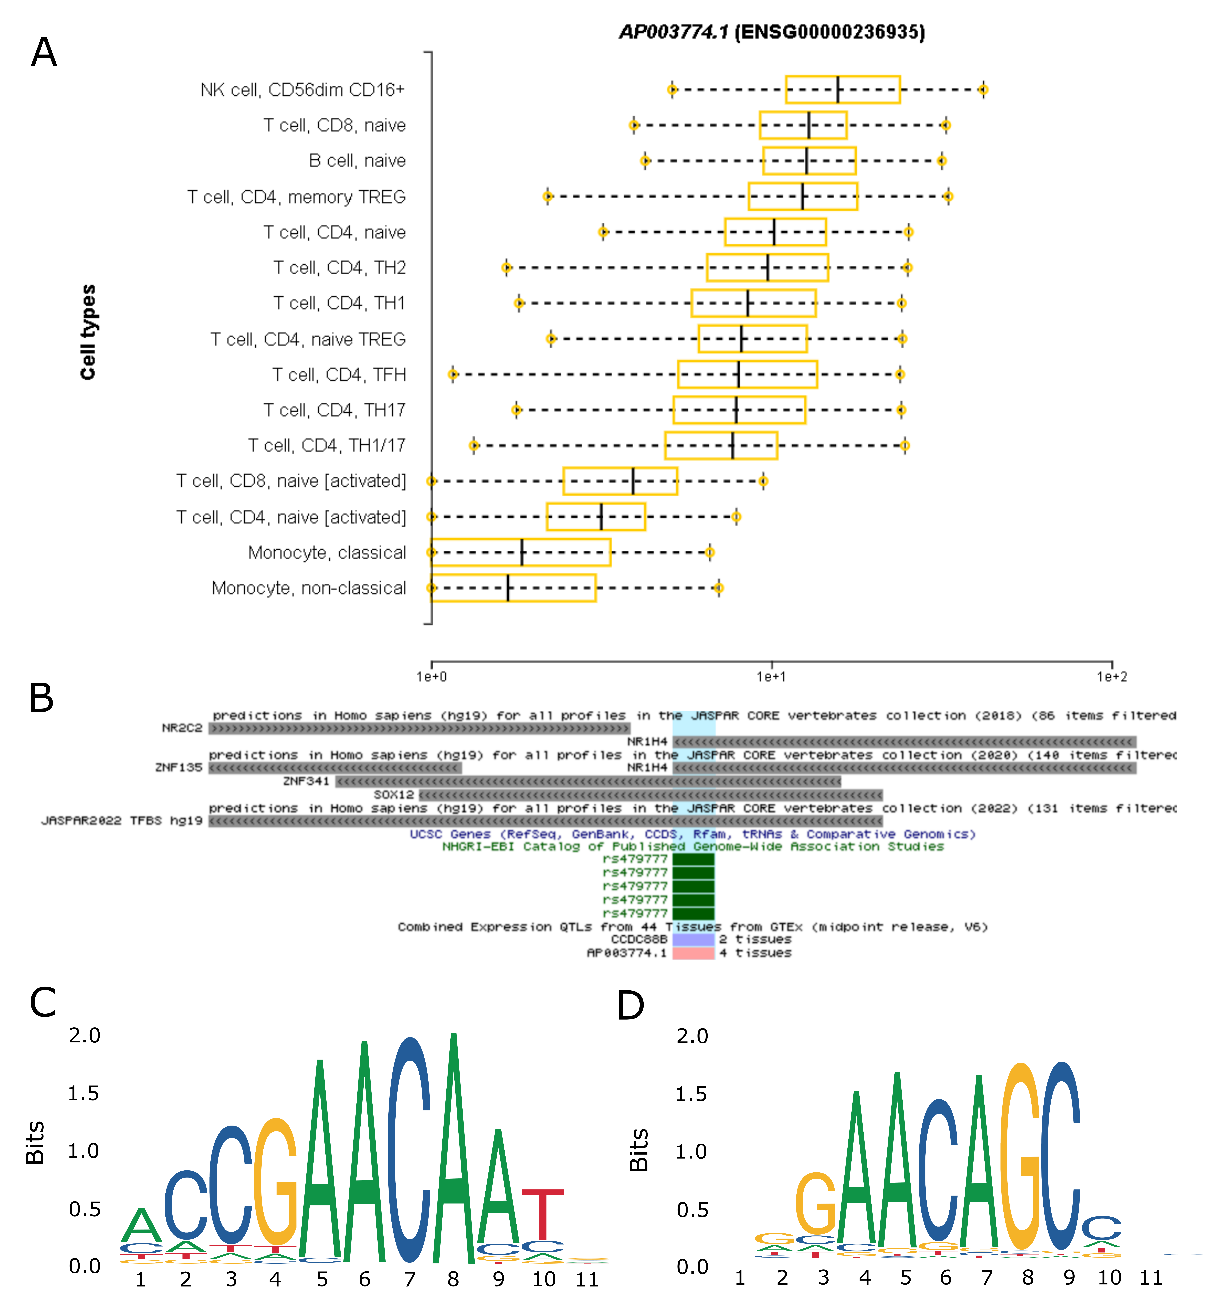 A
AP003774.1 (ENSG00000236935)
Cell types
NK cell, CD56dim CD16+
T cell, CD8, naive
B cell, naive
T cell, CD4, memory TREG
T cell, CD4, naive
T cell, CD4, TH2
T cell, CD4, TH1
T cell, CD4, naive TREG
T cell, CD4, TFH
T cell, CD4, TH17
T cell, CD4, TH1/17
T cell, CD8, naive [activated]
T cell, CD4, naive [activated]
Monocyte, classical
Monocyte, non-classical
1e+0 1e+1 1e+2
B
predictions in Homo sapiens (hg19) for all profiles in the JASPAR CORE vertebrates collection (2018) (86 items filtered
NR2C2
NR1H4
predictions in Homo sapiens (hg19) for all profiles in the JASPAR CORE vertebrates collection (2020) (140 items filtered
ZNF135 NR1H4
ZNF341
SOX12
predictions in Homo sapiens (hg19) for all profiles in the JASPAR CORE vertebrates collection (2022) (131 items filtered
JASPAR2022 TFBS hg19
UCSC Genes (RefSeq, GenBank, CCDS, Rfam, tRNAs & Comparative Genomics)
NHGRI-EBI Catalog of Published Genome-Wide Association Studies
rs479777
rs479777
rs479777
rs479777
rs479777
Combined Expression QTLs from 44 Tissues from GTEx (midpoint release, V6)
CCDC88B 2 tissues
AP003774.1 4 tissues
C
Bits
2.0
1.5
1.0
0.5
0.0
A C C G A A C A A T
1 2 3 4 5 6 7 8 9 10 11
D
Bits
2.0
1.5
1.0
0.5
0.0
G G A A C A G C C
1 2 3 4 5 6 7 8 9 10 11